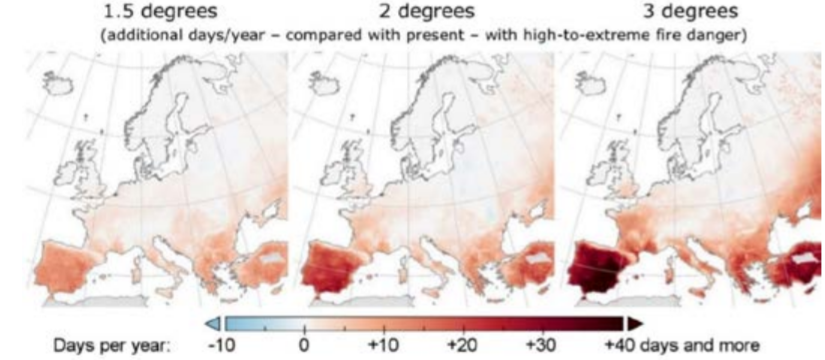 1.5 degrees 2 degrees 3 degrees
(additional days/year – compared with present – with high-to-extreme fire danger)
Days per year: -10 0 +10 +20 +30 +40 days and more